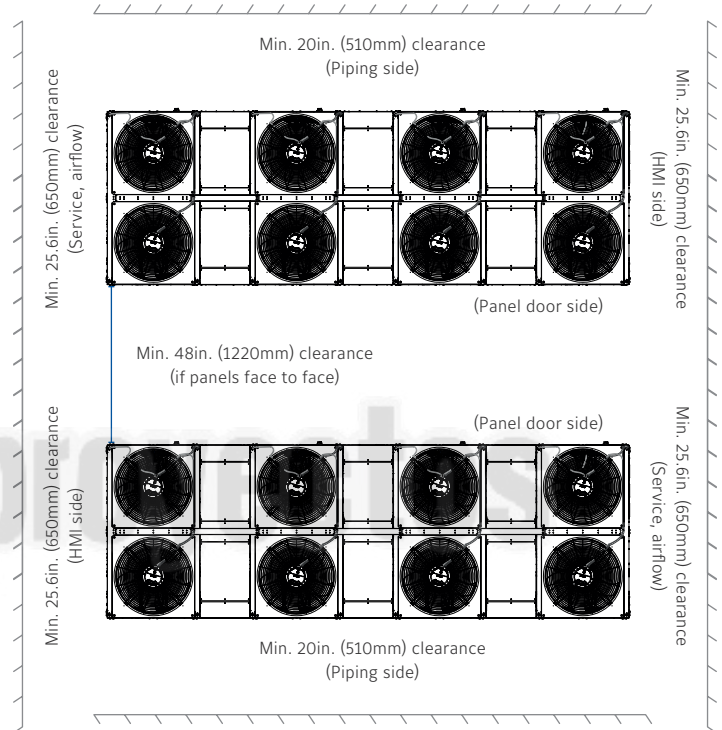 Min. 20in. (510mm) clearance
(Piping side)
Min. 25.6in. (650mm) clearance
(Service, airflow)
Min. 25.6in. (650mm) clearance
(HMI side)
(Panel door side)
Min. 48in. (1220mm) clearance
(if panels face to face)
(Panel door side)
Min. 25.6in. (650mm) clearance
(HMI side)
Min. 25.6in. (650mm) clearance
(Service, airflow)
proyectos
Min. 20in. (510mm) clearance
(Piping side)